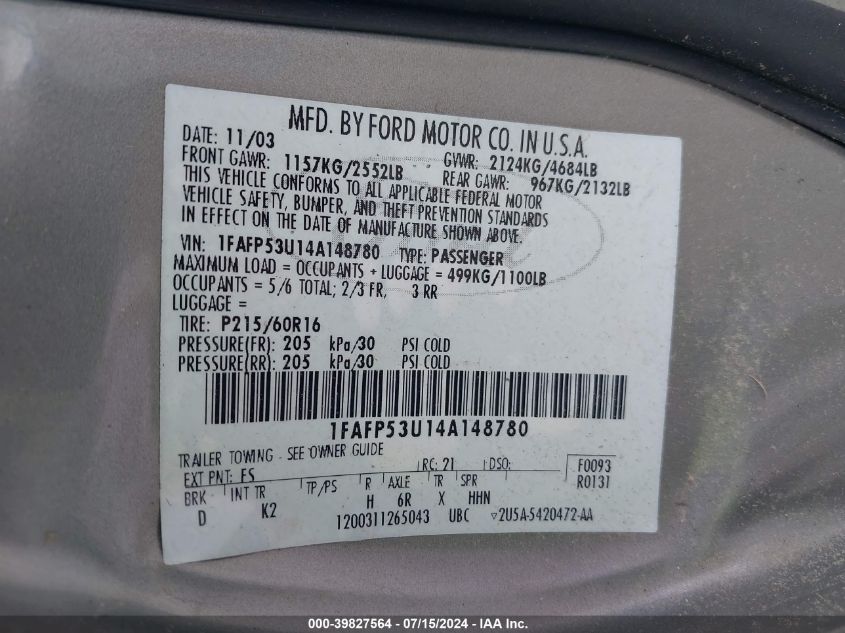 MFD. BY FORD MOTOR CO. IN U.S.A.
DATE: 11/03 GVWR: 2124KG/4684LB
FRONT GAWR: 1157KG/2552LB REAR GAWR: 967KG/2132LB
THIS VEHICLE CONFORMS TO ALL APPLICABLE FEDERAL MOTOR
VEHICLE SAFETY, BUMPER, AND THEFT PREVENTION STANDARDS
IN EFFECT ON THE DATE OF MANUFACTURE SHOWN ABOVE.
VIN: 1FAFP53U14A148780 TYPE: PASSENGER
MAXIMUM LOAD = OCCUPANTS + LUGGAGE = 499KG/1100LB
OCCUPANTS = 5/6 TOTAL; 2/3 FR, 3 RR
LUGGAGE =
TIRE: P215/60R16
PRESSURE(FR): 205 kPa/30 PSI COLD
PRESSURE(RR): 205 kPa/30 PSI COLD
1FAFP53U14A148780
TRAILER TOWING - SEE OWNER GUIDE
EXT PNT: FS RC: 21 DSO: F0093
BRK INT TR TP/PS R AXLE TR SPR R0131
D K2 H 6R X HHN
1200311265043 UBC ▽2U5A-5420472-AA
000-39827564 / 07/15/2024 / IAA Inc.